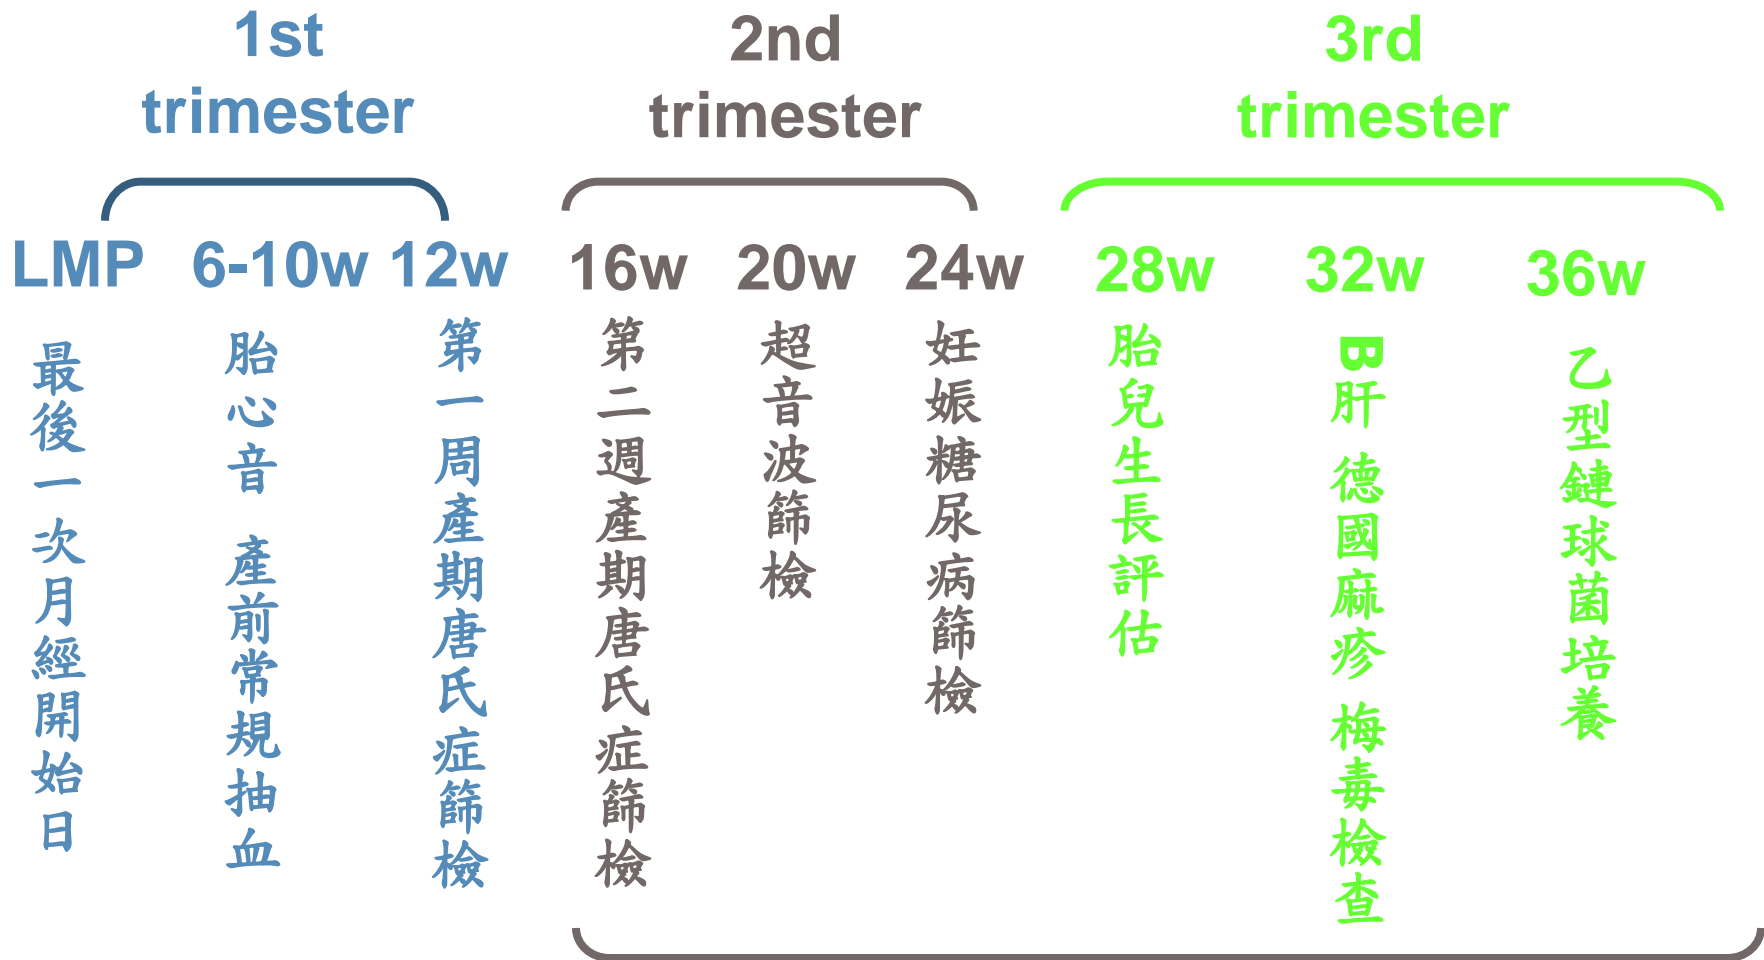 1st
trimester
2nd
trimester
3rd
trimester
LMP
6-10w
12w
16w
20w
24w
28w
32w
36w
最後一次月經開始日
胎心音 產前常規抽血
第一周產期唐氏症篩檢
第二週產期唐氏症篩檢
超音波篩檢
妊娠糖尿病篩檢
胎兒生長評估
B肝 德國麻疹 梅毒檢查
乙型鏈球菌培養